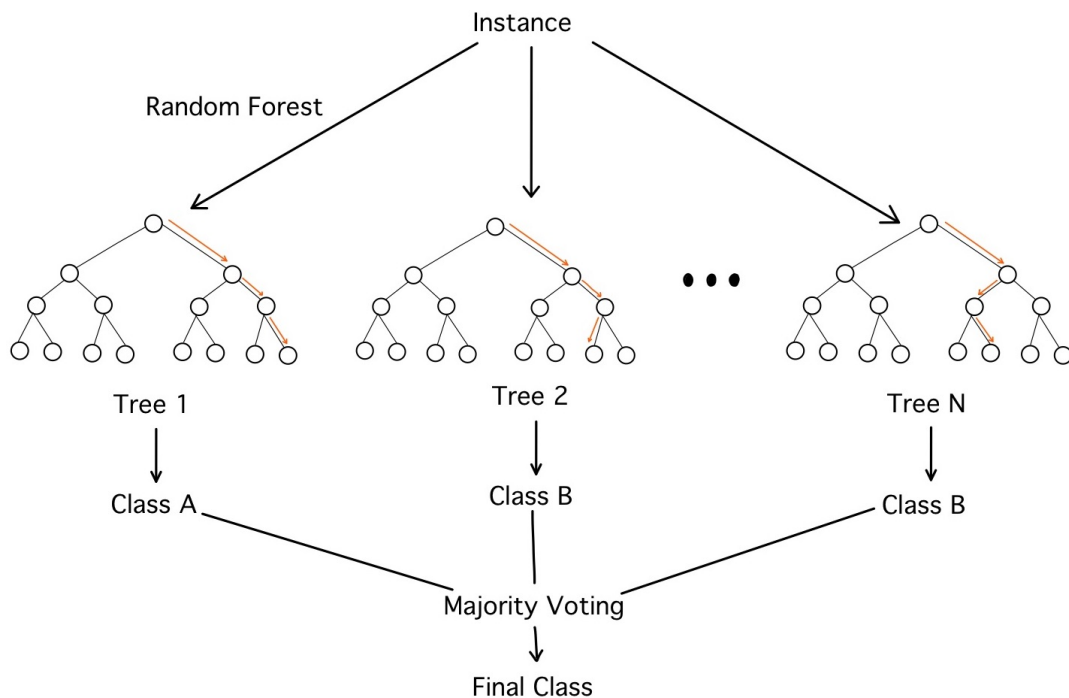 Instance
Random Forest
Tree 1
Tree 2
Tree N
Class A
Class B
Class B
Majority Voting
Final Class